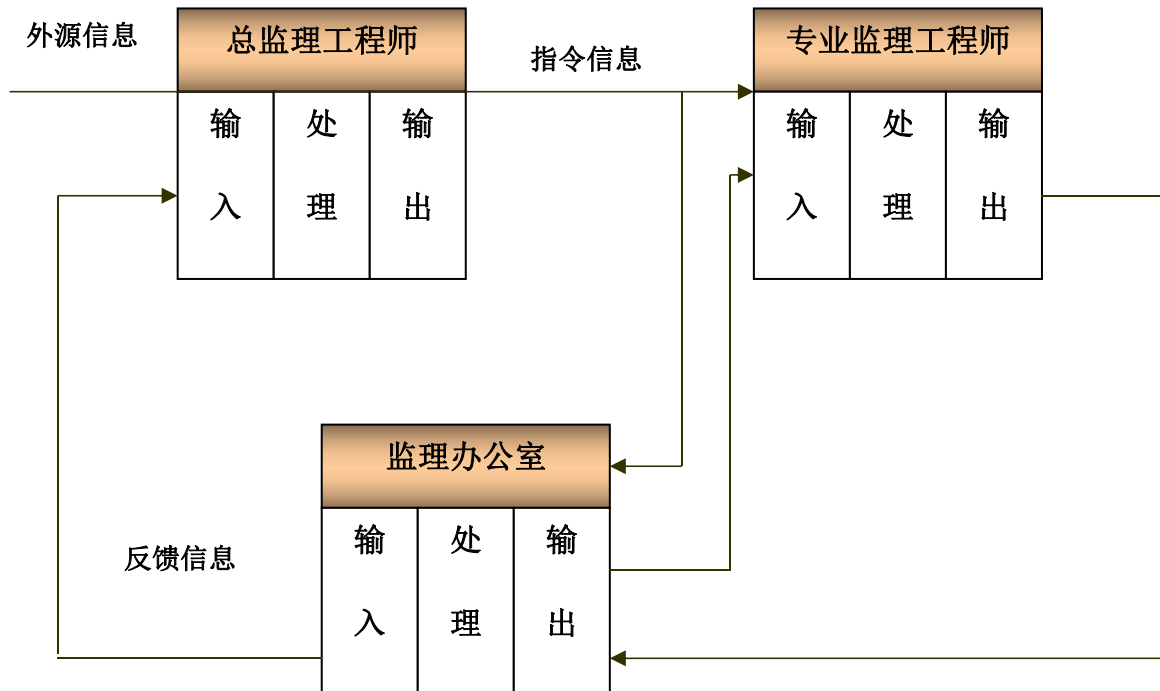 外源信息
总监理工程师
指令信息
专业监理工程师
输入
处理
输出
输入
处理
输出
监理办公室
反馈信息
输入
处理
输出